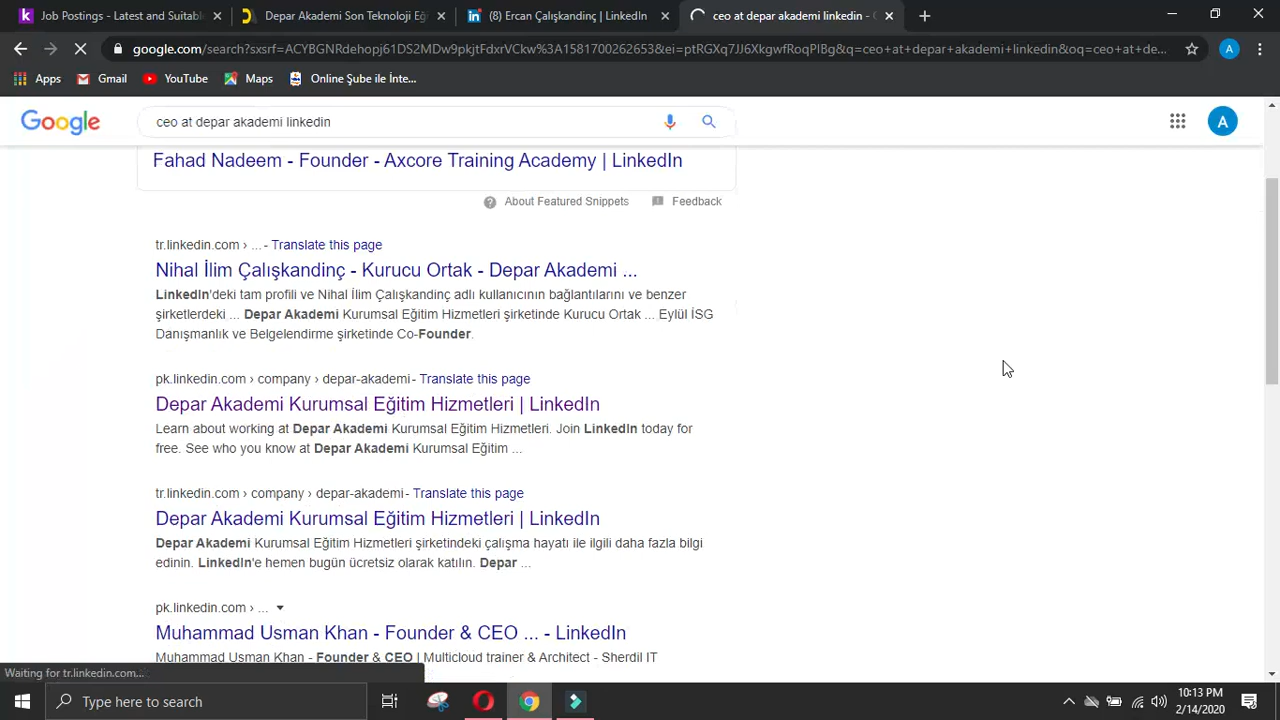 Job Postings - Latest and Suitabl
Depar Akademi Son Teknoloji Eğ
(8) Ercan Çalışkandinç | LinkedIn
ceo at depar akademi linkedin -
google.com/search?sxsrf=ACYBGNRdehopj61DS2MDw9pkjtFdxrVCkw%3A1581700262653&ei=ptRGXq7JJ6XkgwfRoqPIBg&q=ceo+at+depar+akademi+linkedin&oq=ceo+at+de...
A
Apps
Gmail
YouTube
Maps
Online Şube ile İnte...
Google
ceo at depar akademi linkedin
A
Fahad Nadeem - Founder - Axcore Training Academy | LinkedIn
About Featured Snippets
Feedback
tr.linkedin.com › ... - Translate this page
Nihal İlim Çalışkandinç - Kurucu Ortak - Depar Akademi ...
LinkedIn'deki tam profili ve Nihal İlim Çalışkandinç adlı kullanıcının bağlantılarını ve benzer
şirketlerdeki ... Depar Akademi Kurumsal Eğitim Hizmetleri şirketinde Kurucu Ortak ... Eylül İSG
Danışmanlık ve Belgelendirme şirketinde Co-Founder.
pk.linkedin.com › company › depar-akademi - Translate this page
Depar Akademi Kurumsal Eğitim Hizmetleri | LinkedIn
Learn about working at Depar Akademi Kurumsal Eğitim Hizmetleri. Join LinkedIn today for
free. See who you know at Depar Akademi Kurumsal Eğitim ...
tr.linkedin.com › company › depar-akademi - Translate this page
Depar Akademi Kurumsal Eğitim Hizmetleri | LinkedIn
Depar Akademi Kurumsal Eğitim Hizmetleri şirketindeki çalışma hayatı ile ilgili daha fazla bilgi
edinin. LinkedIn'e hemen bugün ücretsiz olarak katılın. Depar ...
pk.linkedin.com › ...
Muhammad Usman Khan - Founder & CEO ... - LinkedIn
Muhammad Usman Khan - Founder & CEO | Multicloud trainer & Architect - Sherdil IT
Waiting for tr.linkedin.com...
Type here to search
10:13 PM
2/14/2020